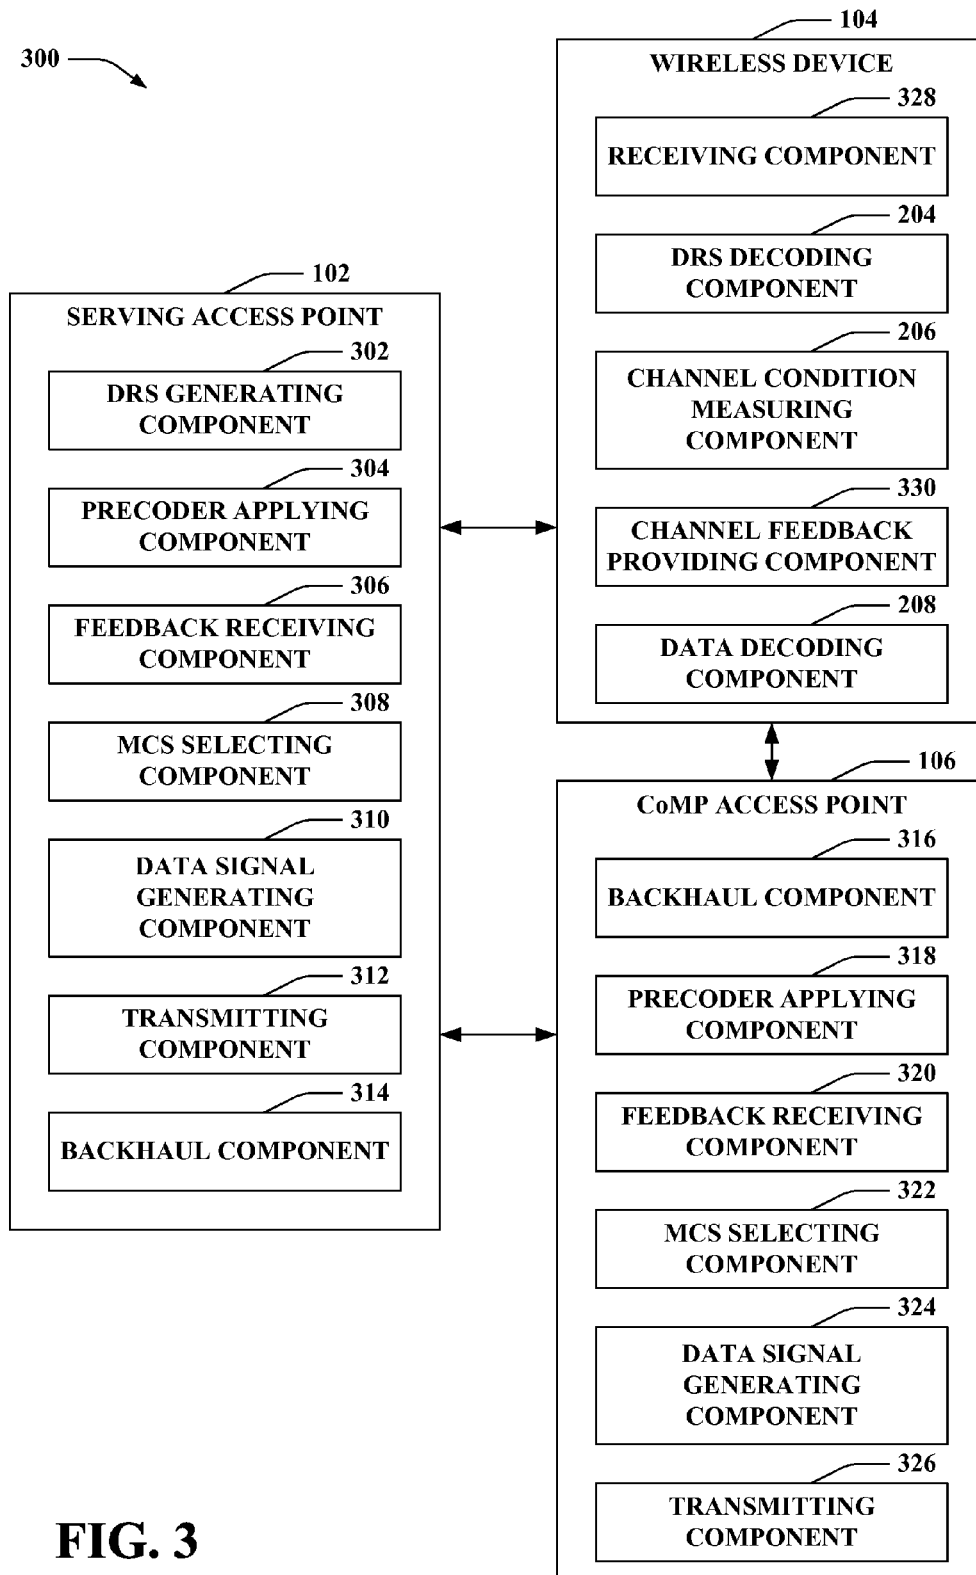 300
104
WIRELESS DEVICE
328
RECEIVING COMPONENT
204
DRS DECODING
COMPONENT
206
CHANNEL CONDITION
MEASURING
COMPONENT
330
CHANNEL FEEDBACK
PROVIDING COMPONENT
208
DATA DECODING
COMPONENT
102
SERVING ACCESS POINT
302
DRS GENERATING
COMPONENT
304
PRECODER APPLYING
COMPONENT
306
FEEDBACK RECEIVING
COMPONENT
308
MCS SELECTING
COMPONENT
310
DATA SIGNAL
GENERATING
COMPONENT
312
TRANSMITTING
COMPONENT
314
BACKHAUL COMPONENT
106
CoMP ACCESS POINT
316
BACKHAUL COMPONENT
318
PRECODER APPLYING
COMPONENT
320
FEEDBACK RECEIVING
COMPONENT
322
MCS SELECTING
COMPONENT
324
DATA SIGNAL
GENERATING
COMPONENT
326
TRANSMITTING
COMPONENT
FIG. 3